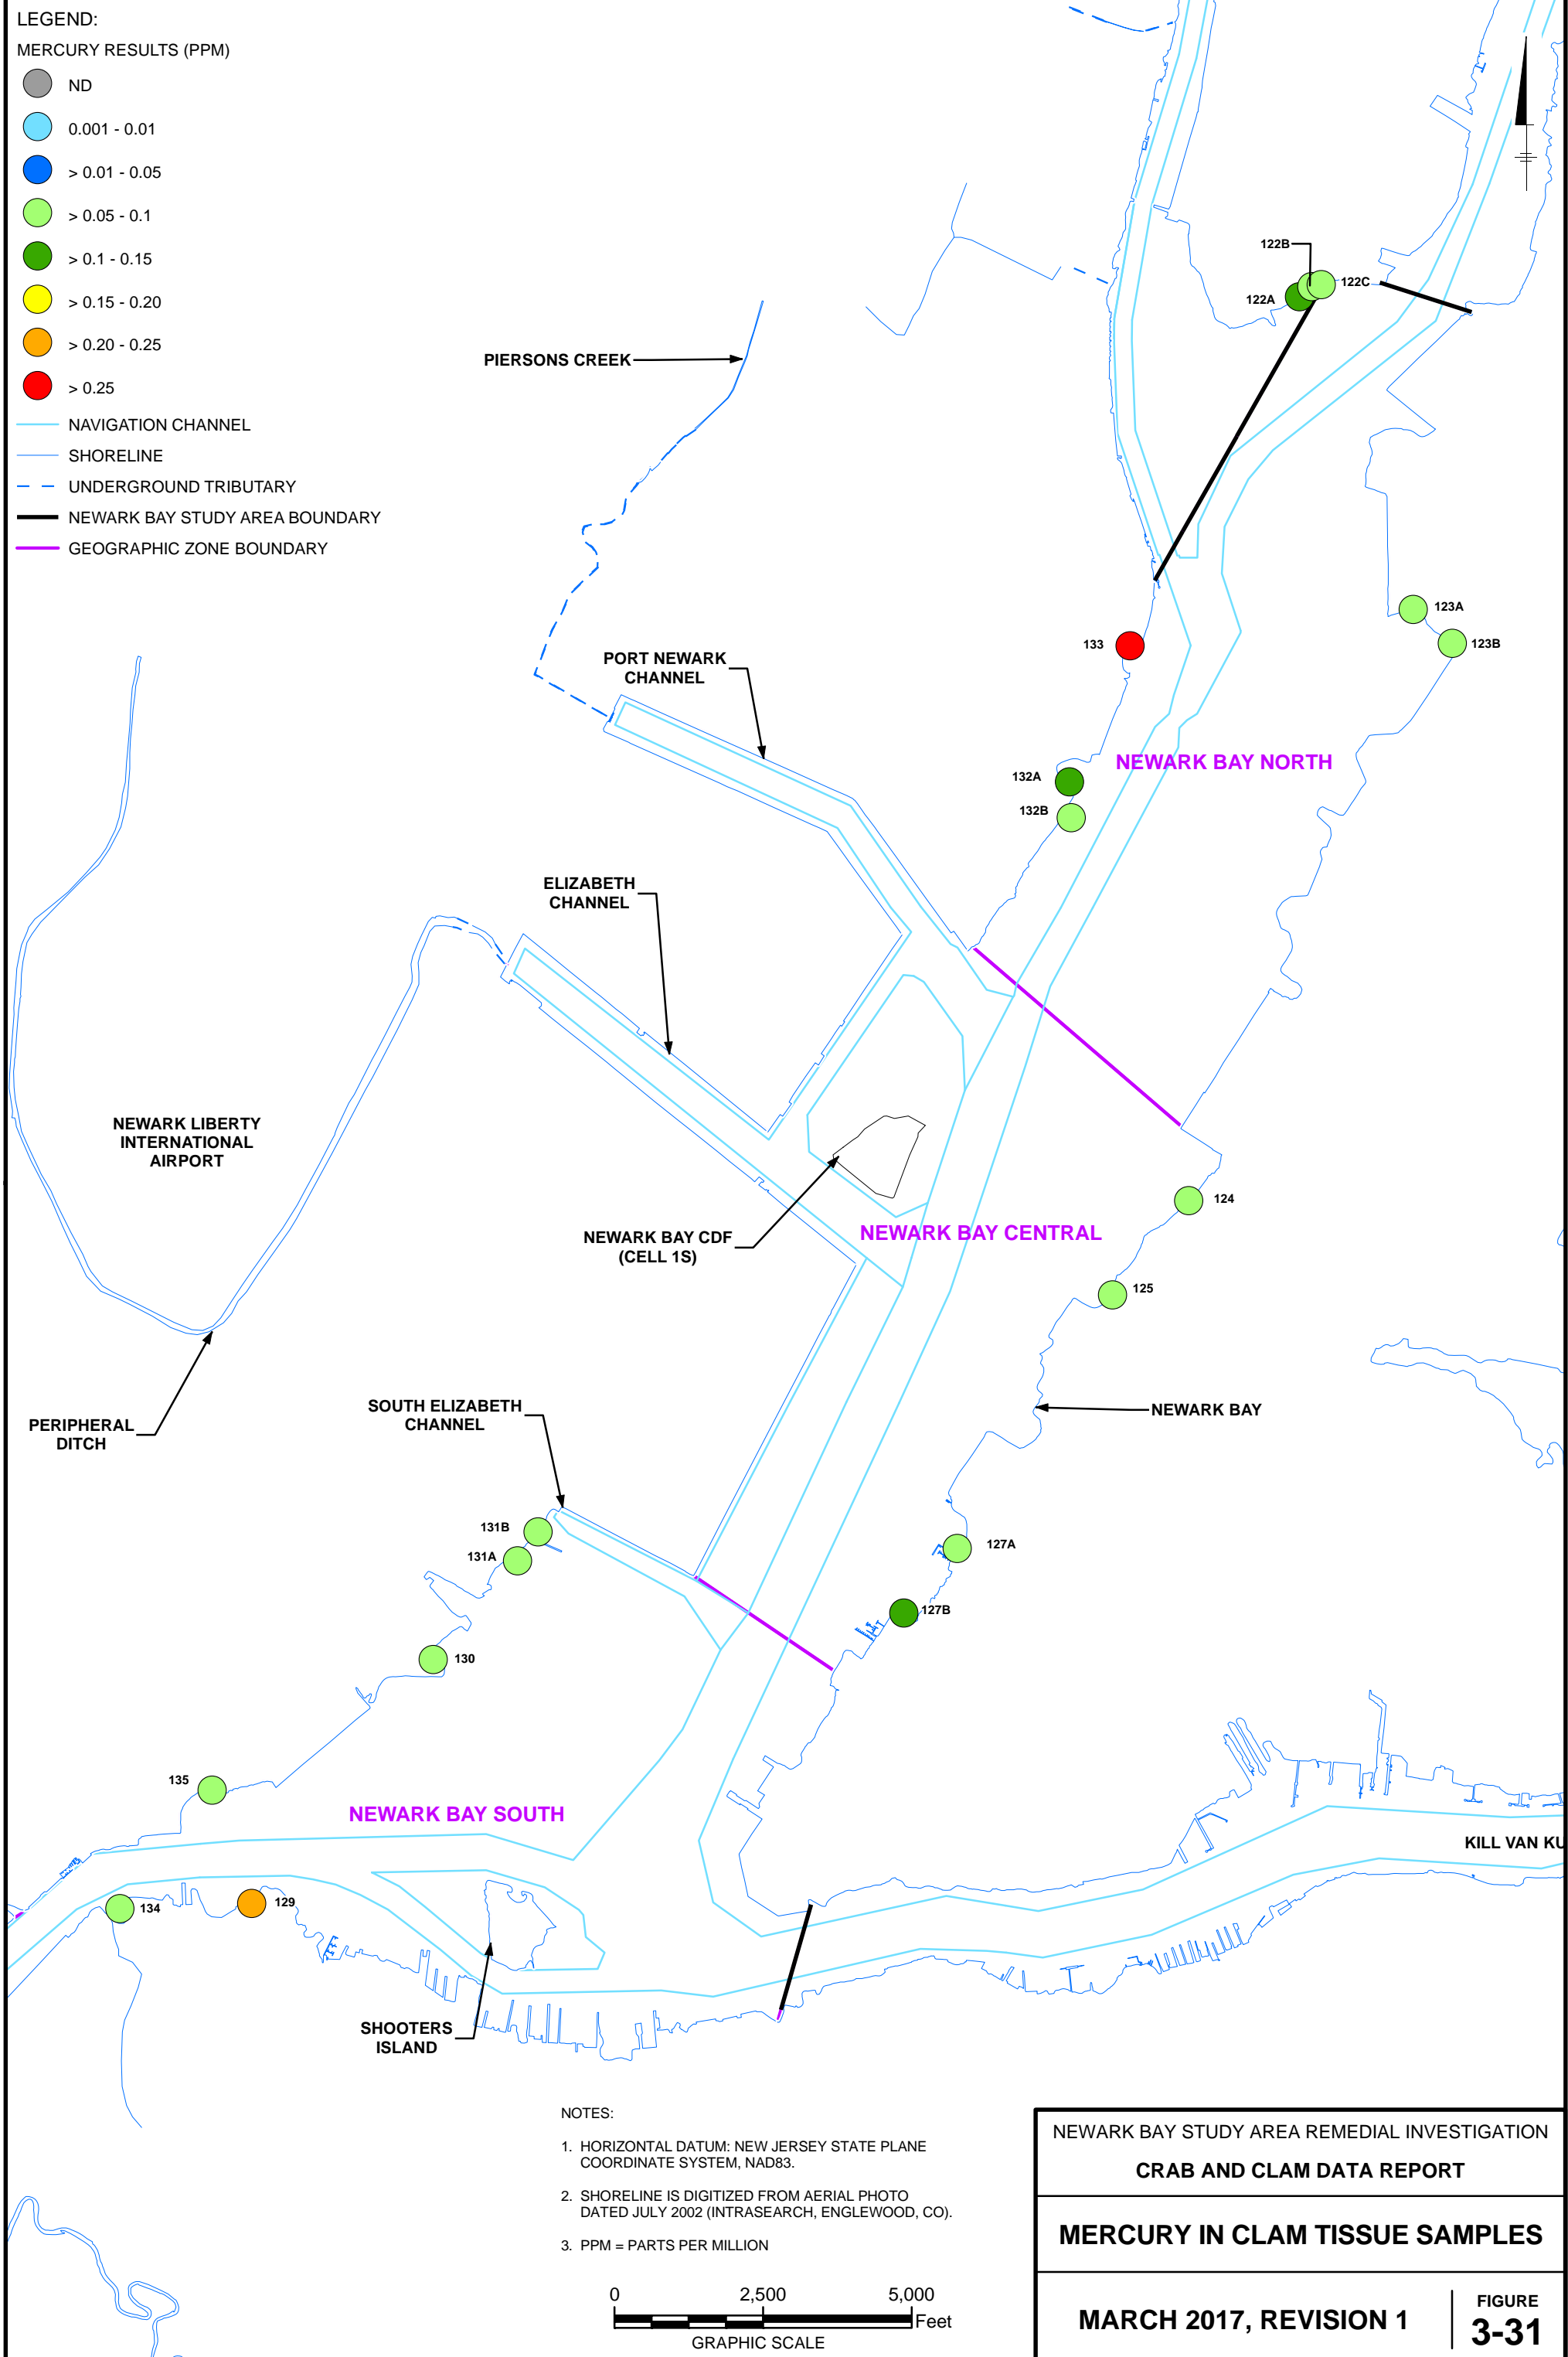 LEGEND:
MERCURY RESULTS (PPM)
ND
0.001 - 0.01
> 0.01 - 0.05
> 0.05 - 0.1
> 0.1 - 0.15
> 0.15 - 0.20
> 0.20 - 0.25
> 0.25
NAVIGATION CHANNEL
SHORELINE
UNDERGROUND TRIBUTARY
NEWARK BAY STUDY AREA BOUNDARY
GEOGRAPHIC ZONE BOUNDARY
122B
122C
122A
PIERSONS CREEK
123A
123B
133
PORT NEWARK
CHANNEL
NEWARK BAY NORTH
132A
132B
ELIZABETH
CHANNEL
NEWARK LIBERTY
INTERNATIONAL
AIRPORT
124
NEWARK BAY CDF
(CELL 1S)
NEWARK BAY CENTRAL
125
SOUTH ELIZABETH
CHANNEL
NEWARK BAY
PERIPHERAL
DITCH
131B
131A
127A
127B
130
135
NEWARK BAY SOUTH
KILL VAN KU
134
129
SHOOTERS
ISLAND
NOTES:
1. HORIZONTAL DATUM: NEW JERSEY STATE PLANE
COORDINATE SYSTEM, NAD83.
2. SHORELINE IS DIGITIZED FROM AERIAL PHOTO
DATED JULY 2002 (INTRASEARCH, ENGLEWOOD, CO).
3. PPM = PARTS PER MILLION
0 2,500 5,000
Feet
GRAPHIC SCALE
NEWARK BAY STUDY AREA REMEDIAL INVESTIGATION
CRAB AND CLAM DATA REPORT
MERCURY IN CLAM TISSUE SAMPLES
MARCH 2017, REVISION 1
FIGURE
3-31